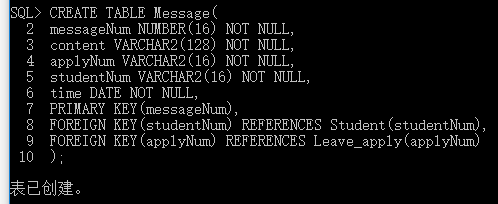 SQL> CREATE TABLE Message(
2 messageNum NUMBER(16) NOT NULL,
3 content VARCHAR2(128) NOT NULL,
4 applyNum VARCHAR2(16) NOT NULL,
5 studentNum VARCHAR2(16) NOT NULL,
6 time DATE NOT NULL,
7 PRIMARY KEY(messageNum),
8 FOREIGN KEY(studentNum) REFERENCES Student(studentNum),
9 FOREIGN KEY(applyNum) REFERENCES Leave_apply(applyNum)
10 );
表已创建。